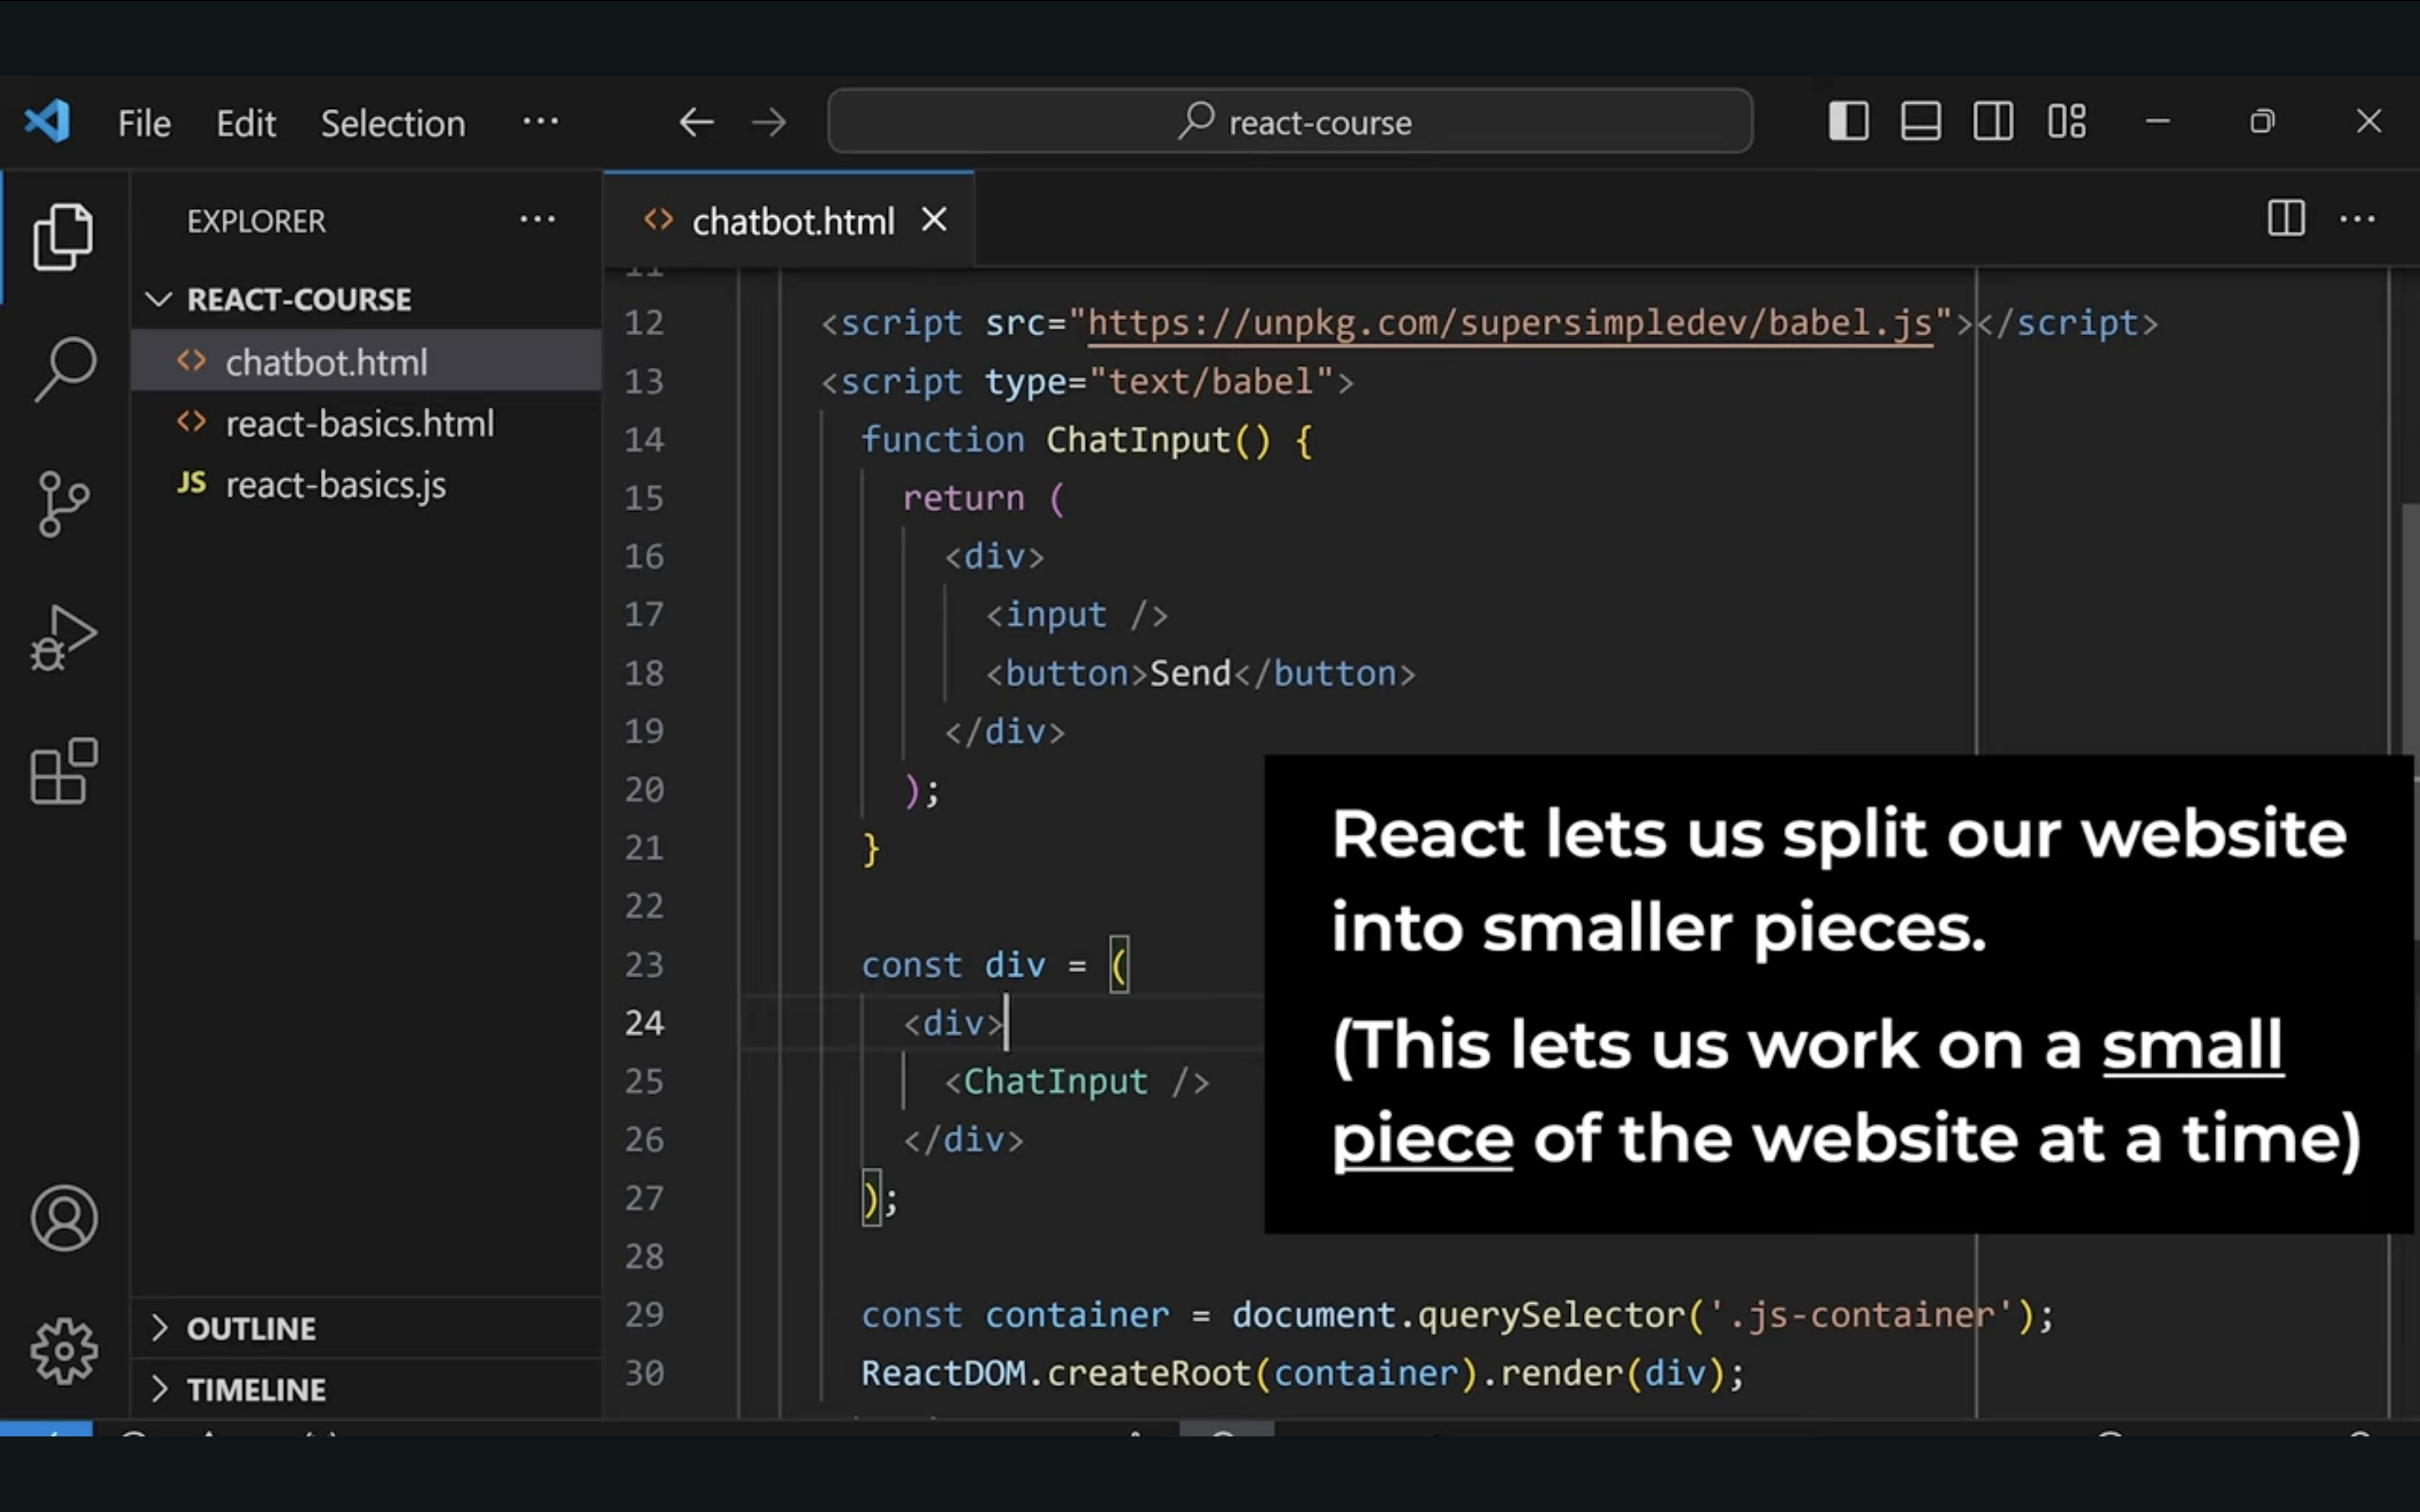 File Edit Selection ··· react-course
EXPLORER ···
REACT-COURSE
chatbot.html
react-basics.html
JS react-basics.js
OUTLINE
TIMELINE
chatbot.html
11
12 <script src="https://unpkg.com/supersimpledev/babel.js"></script>
13 <script type="text/babel">
14 function ChatInput() {
15 return (
16 <div>
17 <input />
18 <button>Send</button>
19 </div>
20 );
21 }
22
23 const div = (
24 <div>
25 <ChatInput />
26 </div>
27 );
28
29 const container = document.querySelector('.js-container');
30 ReactDOM.createRoot(container).render(div);
React lets us split our website
into smaller pieces.
(This lets us work on a small
piece of the website at a time)